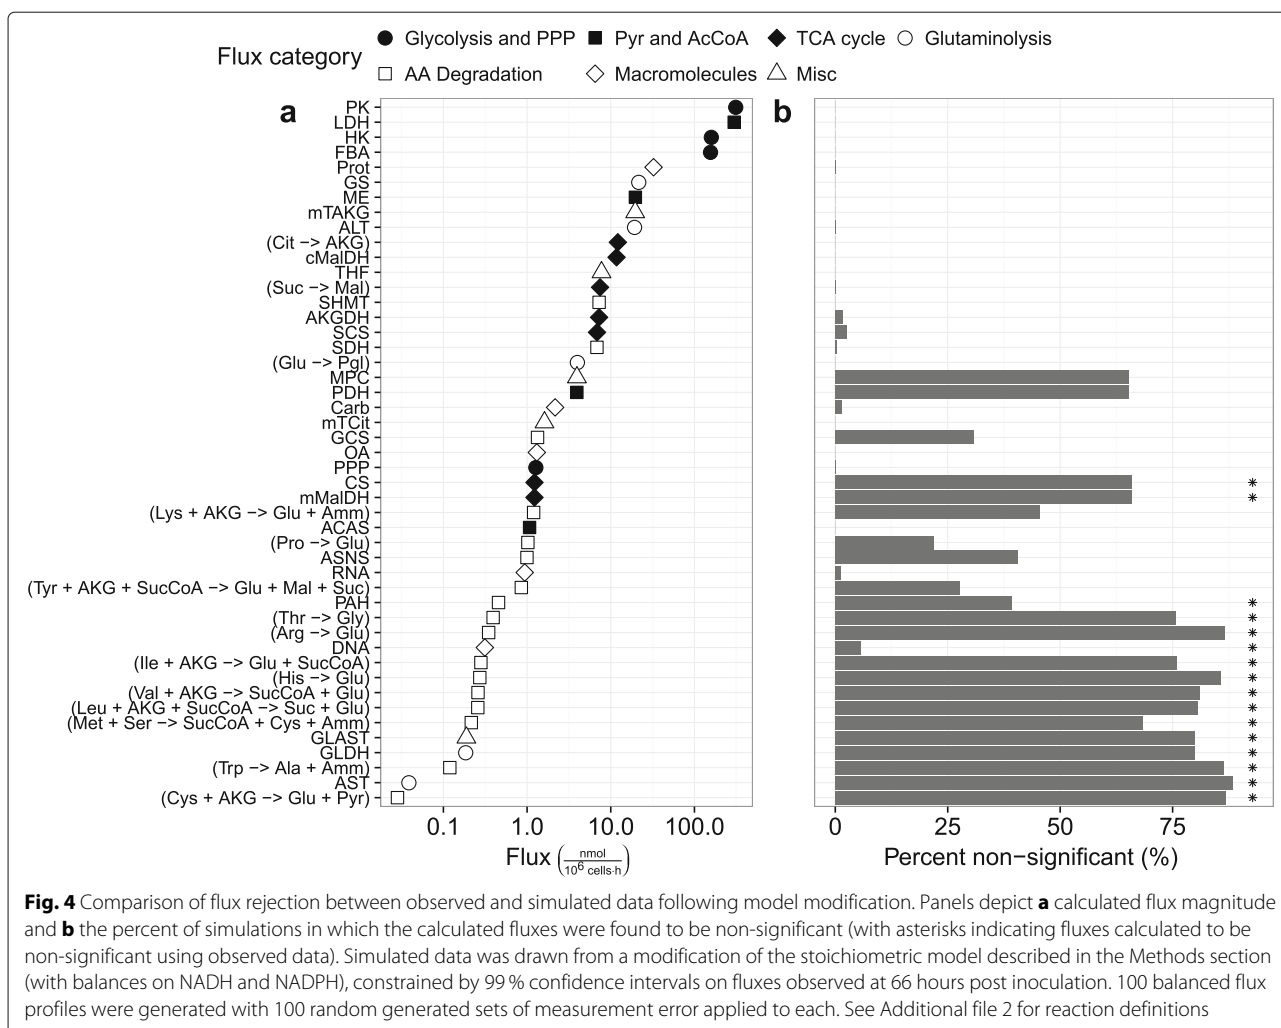 Flux category
Glycolysis and PPP Pyr and AcCoA TCA cycle Glutaminolysis
AA Degradation Macromolecules Misc
a
b
PK
LDH
HK
FBA
Prot
GS
ME
mTAKG
ALT
(Cit −> AKG)
cMalDH
THF
(Suc −> Mal)
SHMT
AKGDH
SCS
SDH
(Glu −> Pgl)
MPC
PDH
Carb
mTCit
GCS
OA
PPP
CS *
mMalDH *
(Lys + AKG −> Glu + Amm)
ACAS
(Pro −> Glu)
ASNS
RNA
(Tyr + AKG + SucCoA −> Glu + Mal + Suc)
PAH *
(Thr −> Gly) *
(Arg −> Glu) *
DNA *
(Ile + AKG −> Glu + SucCoA) *
(His −> Glu) *
(Val + AKG −> SucCoA + Glu) *
(Leu + AKG + SucCoA −> Suc + Glu) *
(Met + Ser −> SucCoA + Cys + Amm) *
GLAST *
GLDH *
(Trp −> Ala + Amm) *
AST *
(Cys + AKG −> Glu + Pyr) *
0.1 1.0 10.0 100.0
0 25 50 75
Flux (nmol / 10^6 cells·h)
Percent non−significant (%)
Fig. 4 Comparison of flux rejection between observed and simulated data following model modification. Panels depict a calculated flux magnitude
and b the percent of simulations in which the calculated fluxes were found to be non-significant (with asterisks indicating fluxes calculated to be
non-significant using observed data). Simulated data was drawn from a modification of the stoichiometric model described in the Methods section
(with balances on NADH and NADPH), constrained by 99 % confidence intervals on fluxes observed at 66 hours post inoculation. 100 balanced flux
profiles were generated with 100 random generated sets of measurement error applied to each. See Additional file 2 for reaction definitions